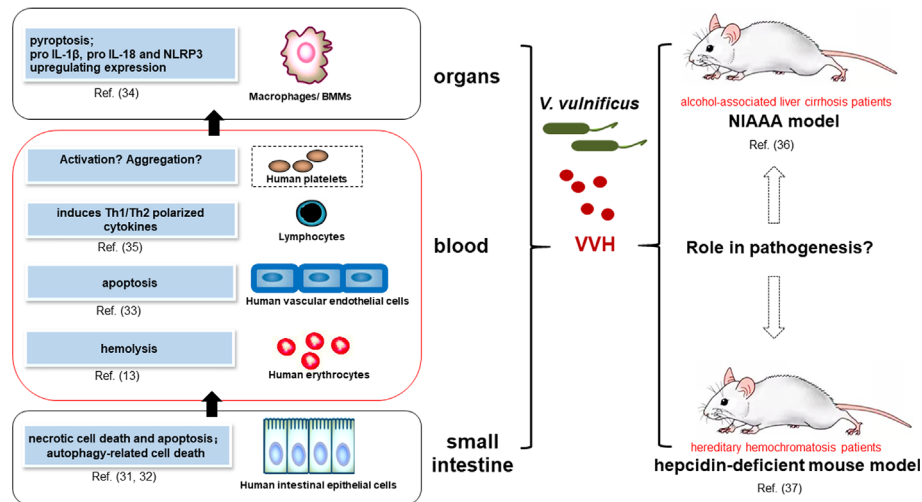 pyroptosis;
pro IL-1β, pro IL-18 and NLRP3
upregulating expression
Ref. (34)
Macrophages/ BMMs
organs
Activation? Aggregation?
Human platelets
induces Th1/Th2 polarized
cytokines
Ref. (35)
Lymphocytes
blood
apoptosis
Ref. (33)
Human vascular endothelial cells
hemolysis
Ref. (13)
Human erythrocytes
necrotic cell death and apoptosis;
autophagy-related cell death
Ref. (31, 32)
Human intestinal epithelial cells
small
intestine
V. vulnificus
VVH
alcohol-associated liver cirrhosis patients
NIAAA model
Ref. (36)
Role in pathogenesis?
hereditary hemochromatosis patients
hepcidin-deficient mouse model
Ref. (37)